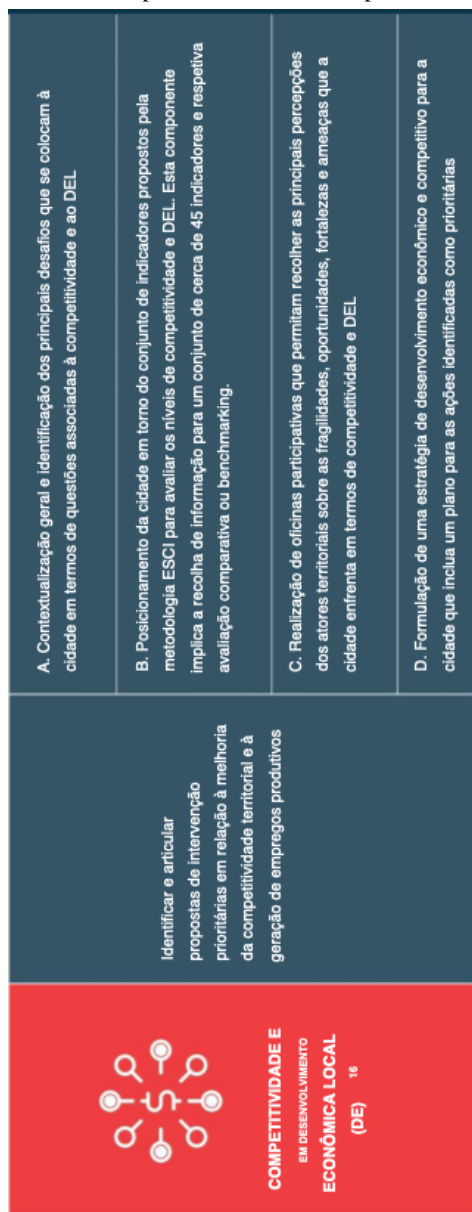 COMPETITIVIDADE E
EM DESENVOLVIMENTO
ECONÔMICA LOCAL
(DE) 16
Identificar e articular
propostas de intervenção
prioritárias em relação à melhoria
da competitividade territorial e à
geração de empregos produtivos
A. Contextualização geral e identificação dos principais desafios que se colocam à
cidade em termos de questões associadas à competitividade e ao DEL
B. Posicionamento da cidade em torno do conjunto de indicadores propostos pela
metodologia ESCI para avaliar os níveis de competitividade e DEL. Esta componente
implica a recolha de informação para um conjunto de cerca de 45 indicadores e respetiva
avaliação comparativa ou benchmarking.
C. Realização de oficinas participativas que permitam recolher as principais percepções
dos atores territoriais sobre as fragilidades, oportunidades, fortalezas e ameaças que a
cidade enfrenta em termos de competitividade e DEL
D. Formulação de uma estratégia de desenvolvimento econômico e competitivo para a
cidade que inclua um plano para as ações identificadas como prioritárias